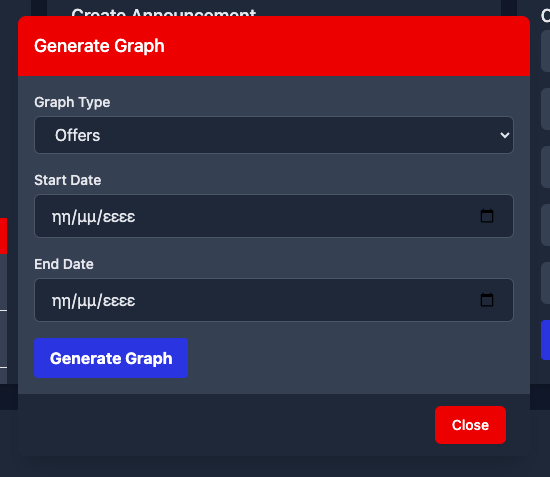 Create Announcement
Generate Graph
Graph Type
Offers
Start Date
ηη/μμ/εεεε
End Date
ηη/μμ/εεεε
Generate Graph
Close